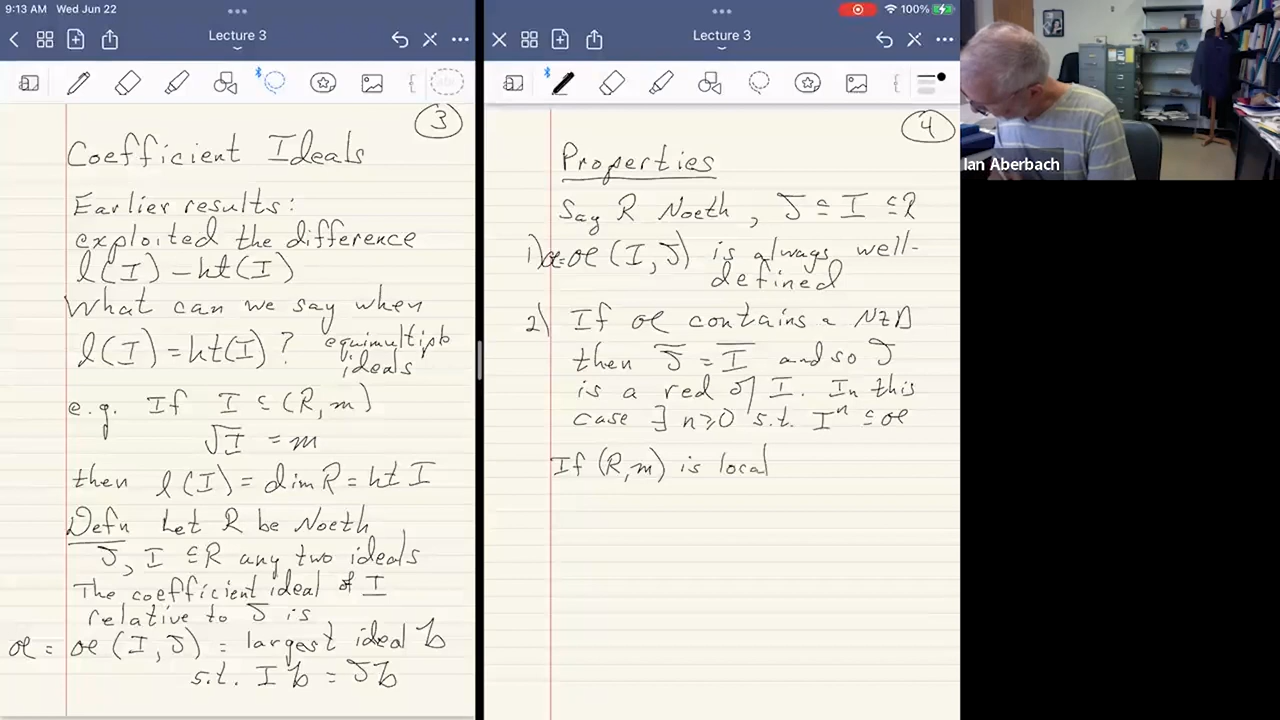 9:13 AM Wed Jun 22
Lecture 3
3
Coefficient Ideals
Earlier results:
exploited the difference
l(I) - ht(I)
What can we say when
l(I) = ht(I)? equimultiple
ideals
e.g. If I ⊆ (R, m)
√I = m
then l(I) = dim R = ht I
Defn Let R be Noeth
J, I ⊆ R any two ideals
The coefficient ideal of I
relative to J is
𝔞 = 𝔞(I, J) = largest ideal 𝔟
s.t. I𝔟 = J𝔟
100%
Lecture 3
4
Properties
Say R Noeth, J ⊆ I ⊆ R
1) 𝔞=𝔞(I, J) is always well-
defined
2) If 𝔞 contains a NZD
then J̅ = I̅ and so J
is a red of I. In this
case ∃ n≥0 s.t. Iⁿ ⊆ 𝔞
If (R, m) is local
Ian Aberbach